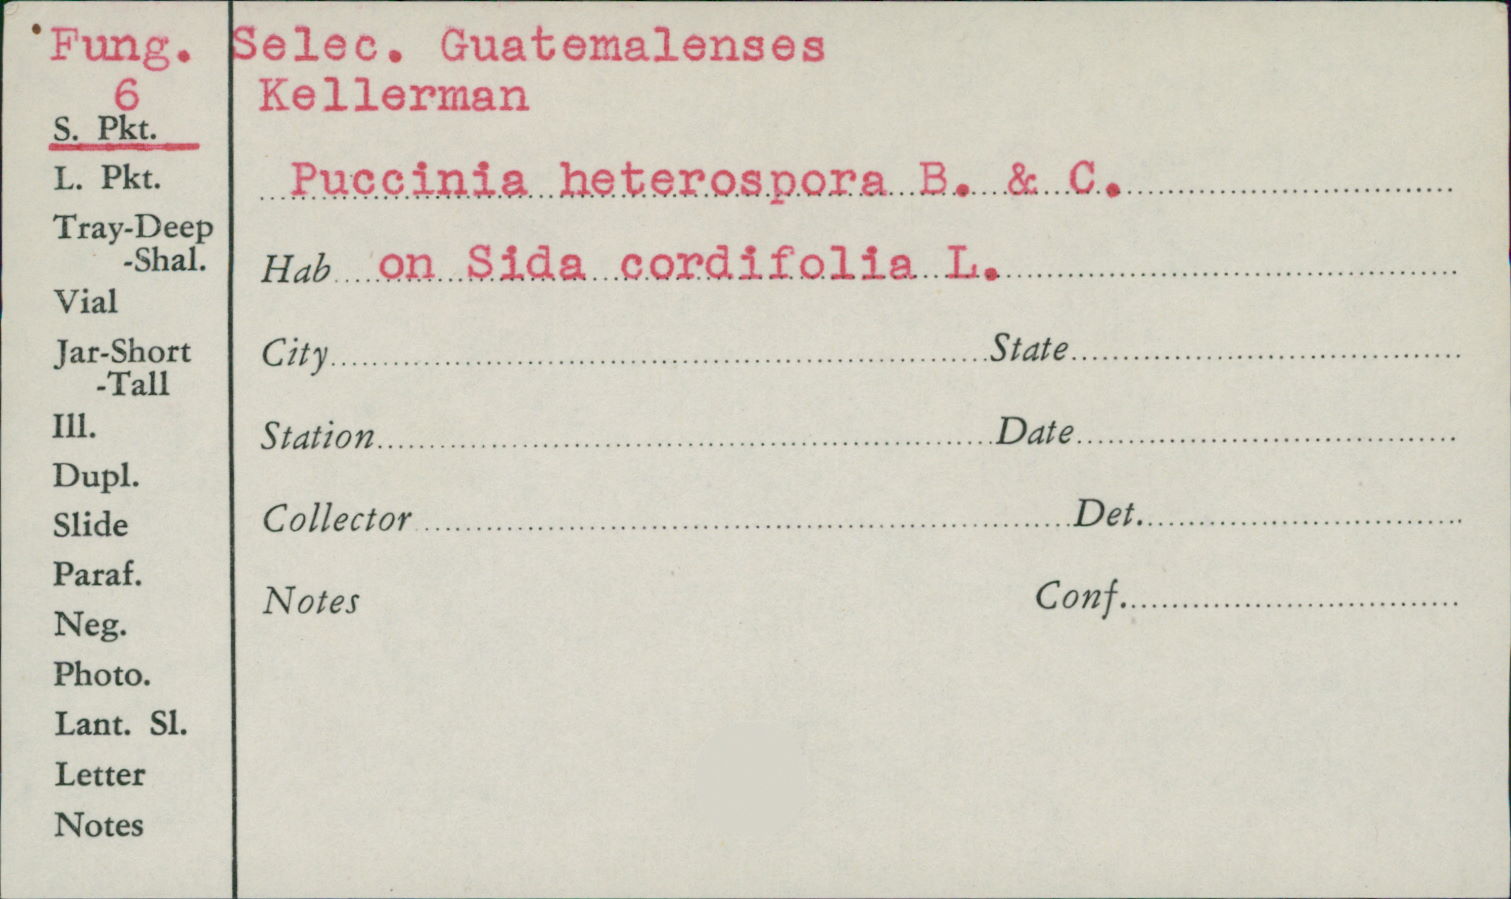 Fung. Selec. Guatemalenses
6 Kellerman
S. Pkt.
L. Pkt.
Puccinia heterospora B. & C.
Tray-Deep
-Shal.
Hab on Sida cordifolia L.
Vial
Jar-Short
-Tall
City State
Ill.
Station Date
Dupl.
Slide
Collector Det.
Paraf.
Neg.
Notes Conf.
Photo.
Lant. Sl.
Letter
Notes